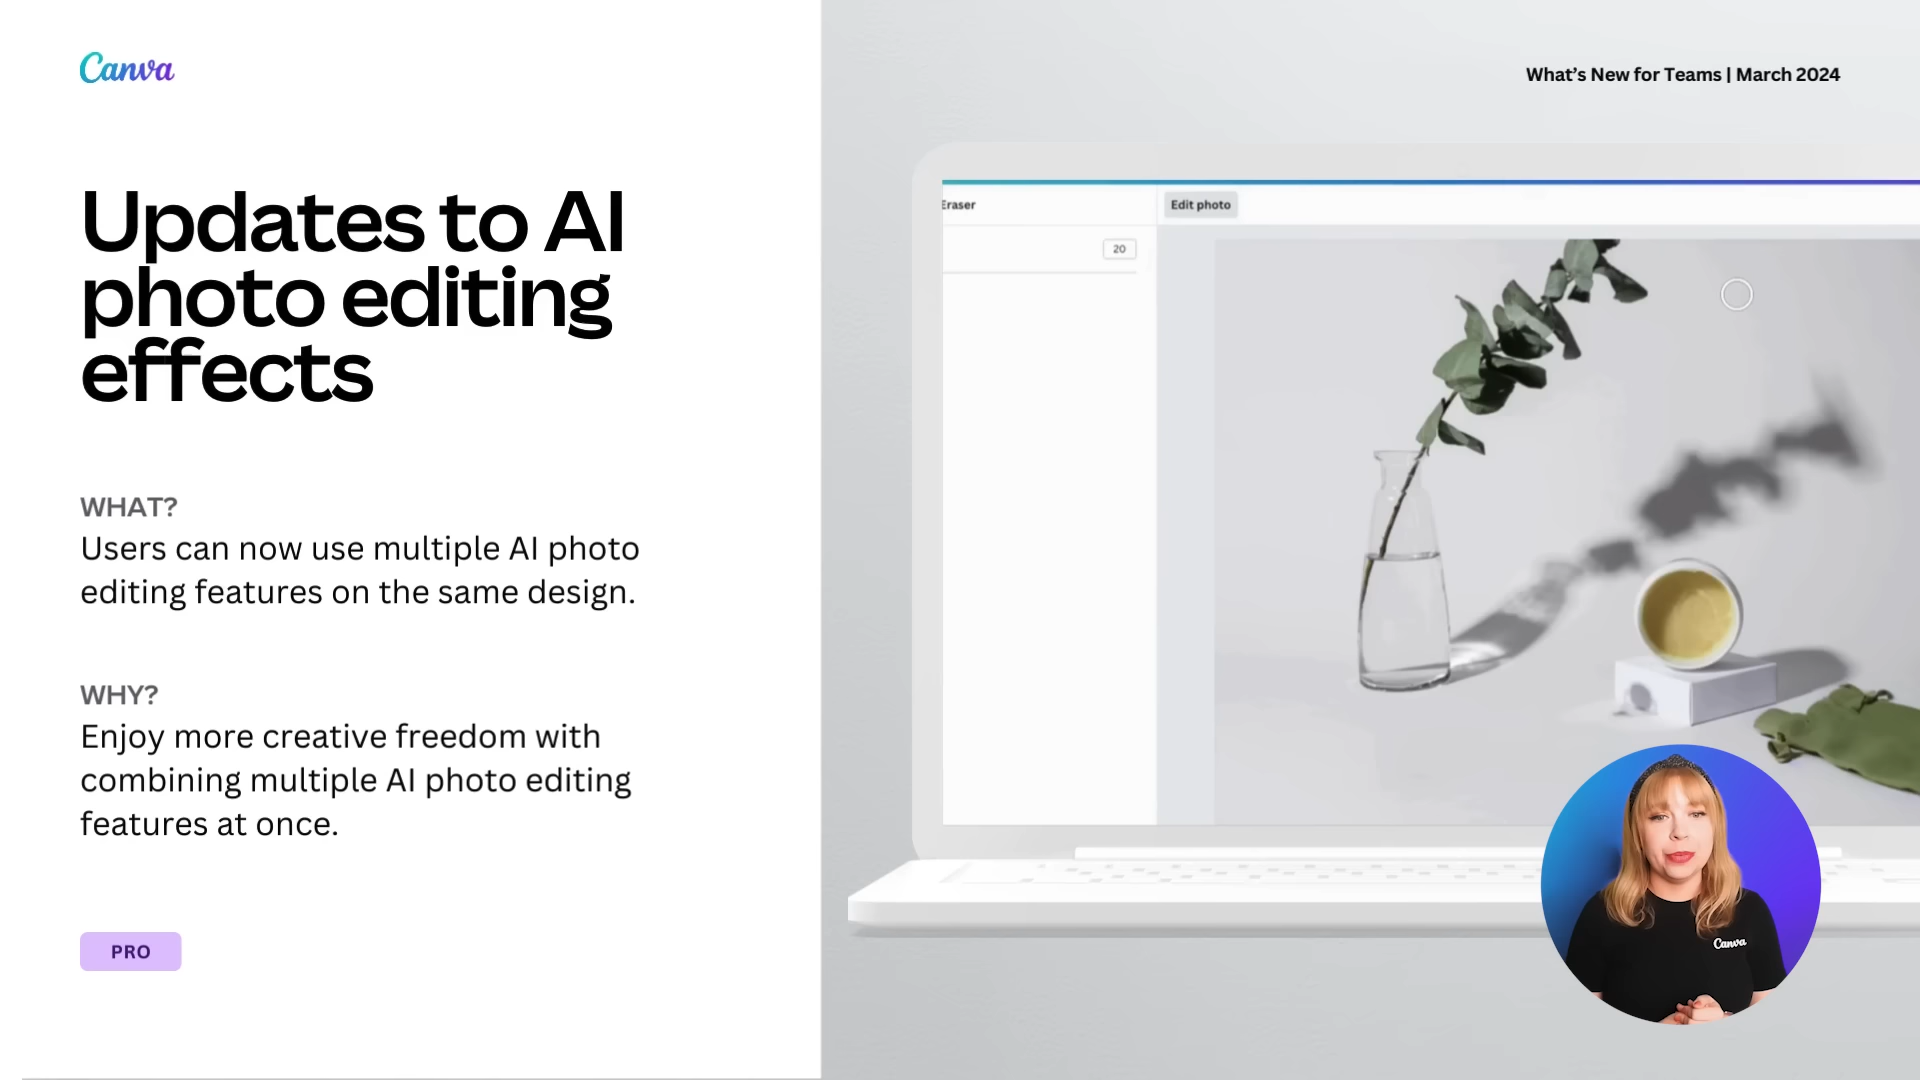 Canva
What's New for Teams | March 2024
Updates to AI
photo editing
effects
WHAT?
Users can now use multiple AI photo
editing features on the same design.
WHY?
Enjoy more creative freedom with
combining multiple AI photo editing
features at once.
PRO
Eraser
Edit photo
20
Canva